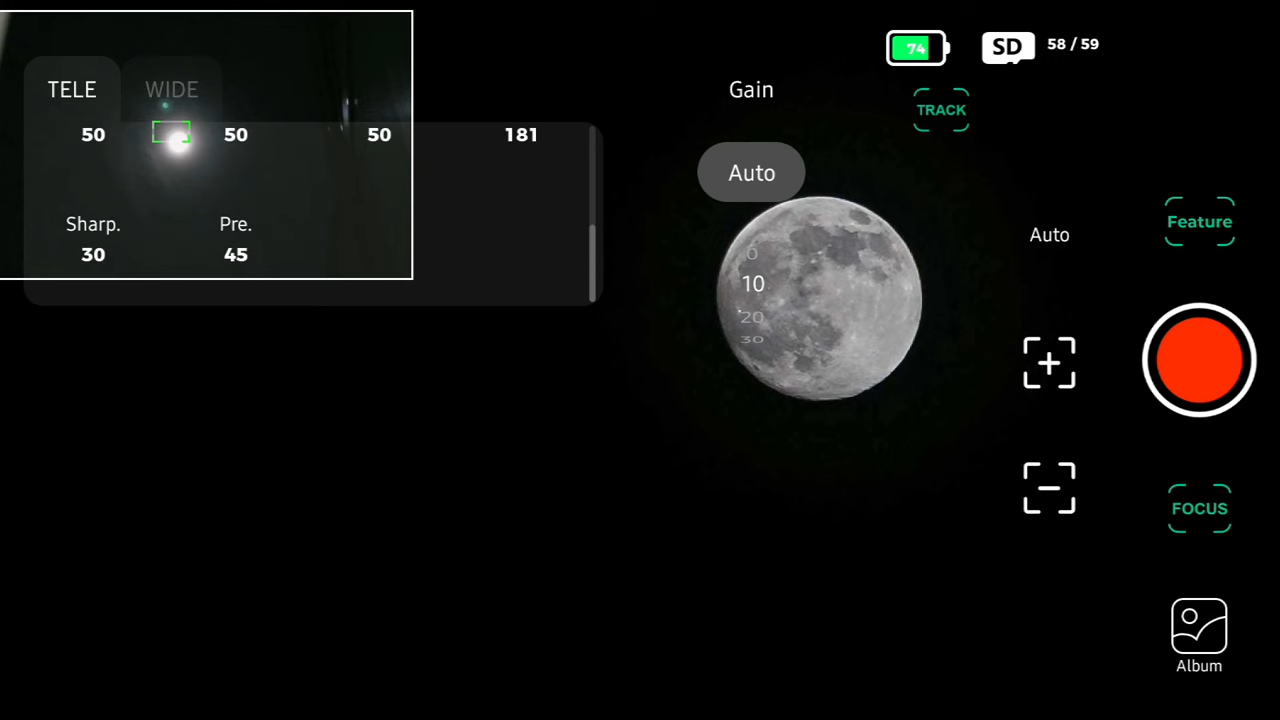 74 SD 58 / 59
TELE WIDE Gain
TRACK
50 50 50 181
Auto
Sharp. Pre. Auto Feature
30 45 0
10
20
30
FOCUS
Album